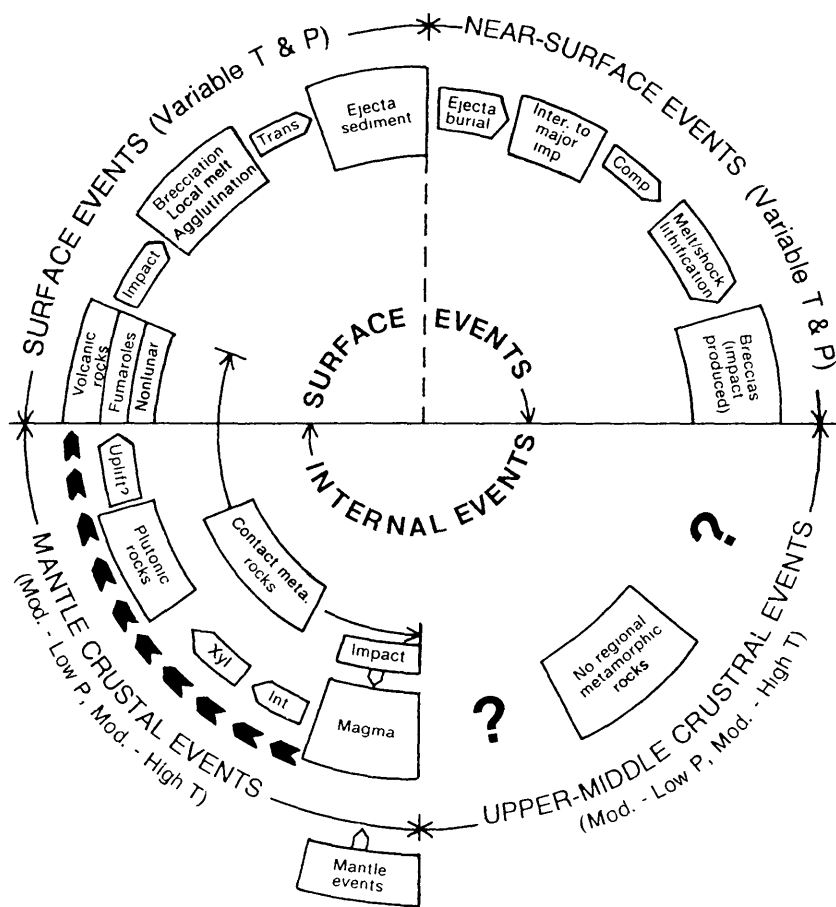 SURFACE EVENTS (Variable T & P)
NEAR-SURFACE EVENTS (Variable T & P)
Ejecta
sediment
Ejecta
burial
Inter. to
major
imp
Trans
Comp
Brecciation
Local melt
Agglutination
Melt/shock
lithification
Impact
Volcanic
rocks
Fumaroles
Nonlunar
Breccias
(impact
produced)
SURFACE EVENTS
INTERNAL EVENTS
Uplift?
Plutonic
rocks
Contact meta.
rocks
?
No regional
metamorphic
rocks
Xyl
Int
Impact
Magma
?
MANTLE CRUSTAL EVENTS
(Mod. - Low P, Mod. - High T)
UPPER-MIDDLE CRUSTRAL EVENTS
(Mod. - Low P, Mod. - High T)
Mantle
events